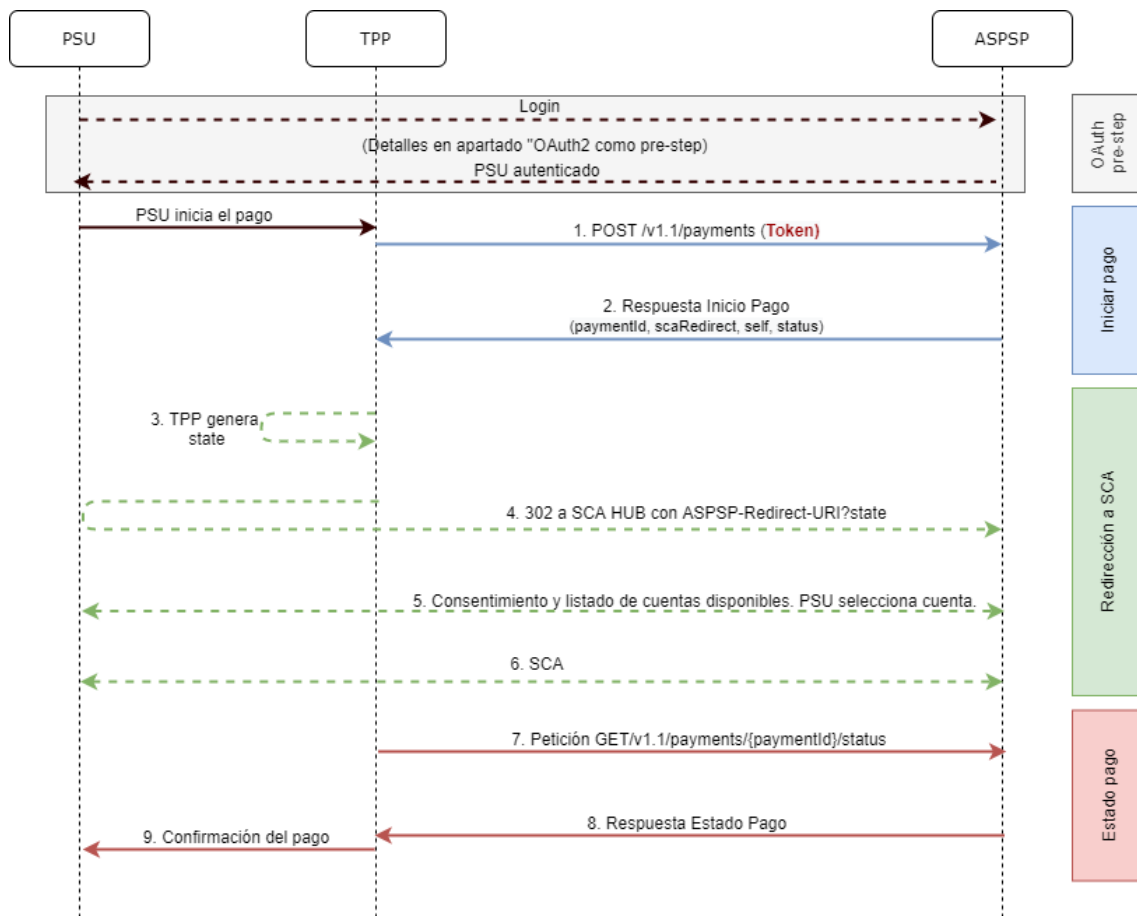 PSU
TPP
ASPSP
Login
(Detalles en apartado "OAuth2 como pre-step)
PSU autenticado
OAuth
pre-step
PSU inicia el pago
1. POST /v1.1/payments (Token)
2. Respuesta Inicio Pago
(paymentId, scaRedirect, self, status)
Iniciar pago
3. TPP genera
state
4. 302 a SCA HUB con ASPSP-Redirect-URI?state
5. Consentimiento y listado de cuentas disponibles. PSU selecciona cuenta.
6. SCA
Redirección a SCA
7. Petición GET/v1.1/payments/{paymentId}/status
8. Respuesta Estado Pago
9. Confirmación del pago
Estado pago